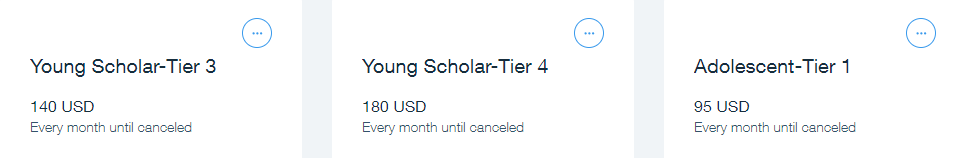 Young Scholar-Tier 3
140 USD
Every month until canceled
Young Scholar-Tier 4
180 USD
Every month until canceled
Adolescent-Tier 1
95 USD
Every month until canceled